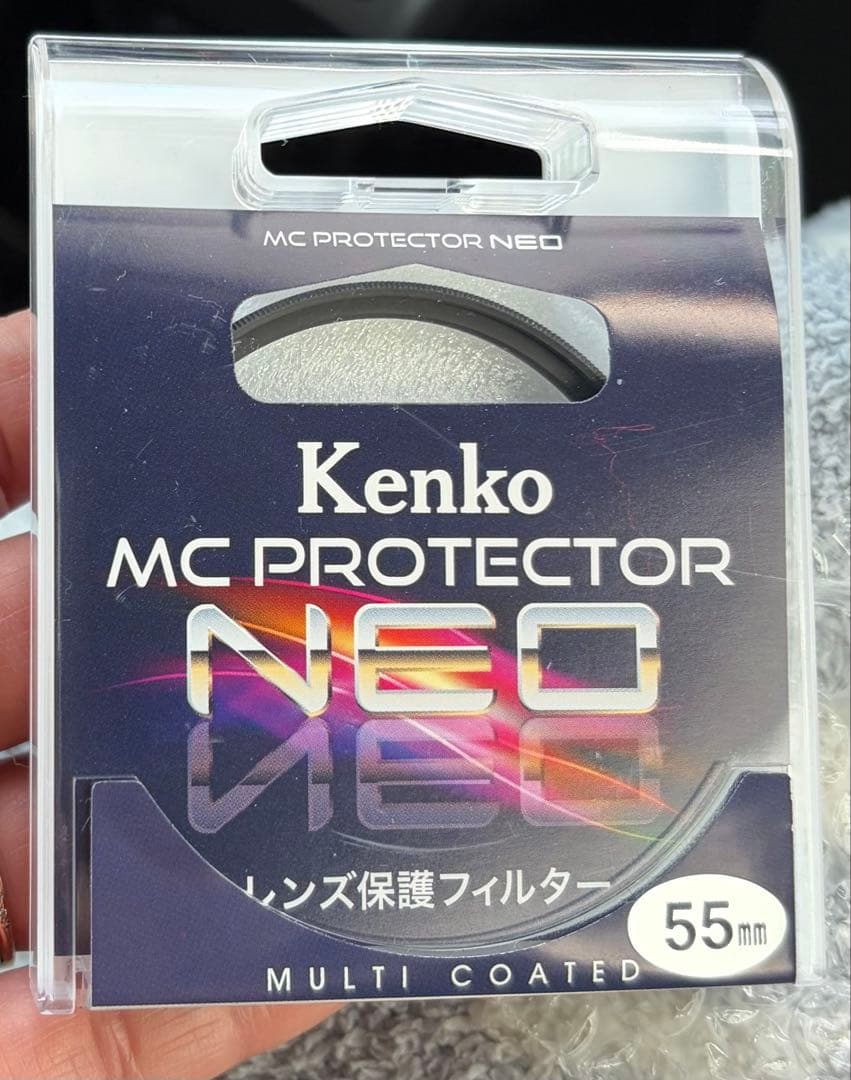 MC PROTECTOR NEO
Kenko
MC PROTECTOR
NEO
レンズ保護フィルター
55mm
MULTI COATED